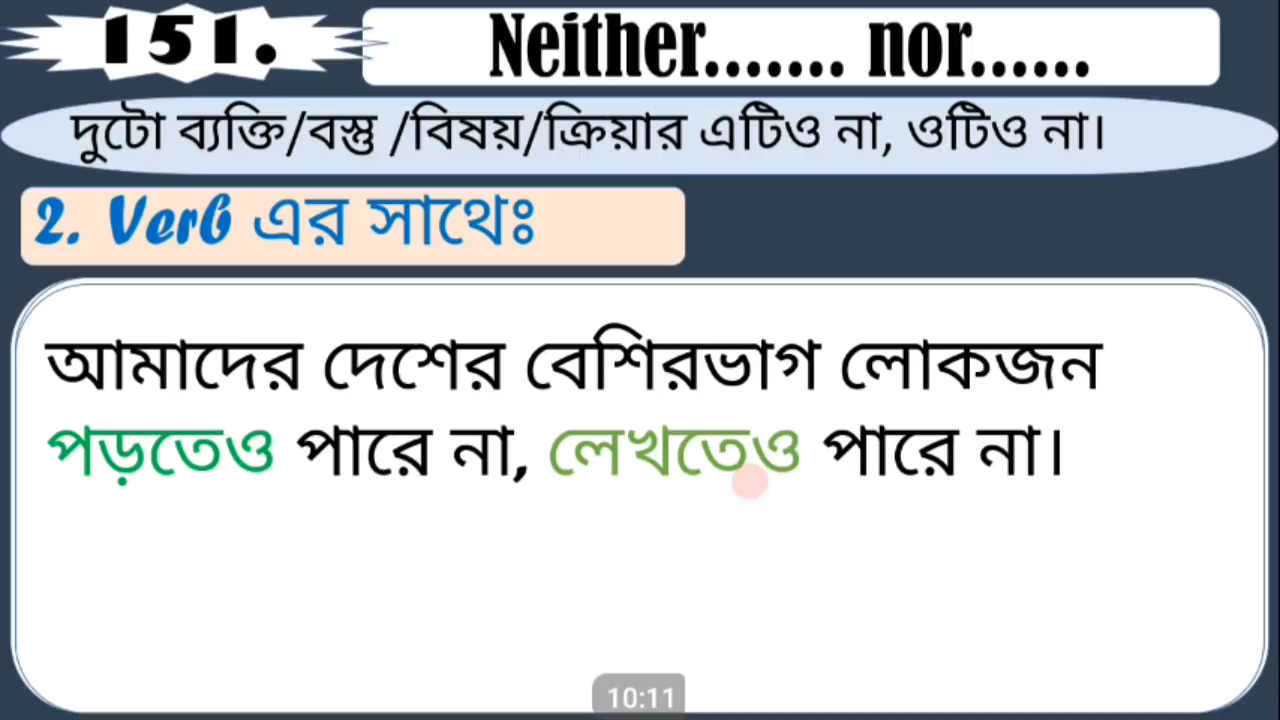 151.
Neither....... nor......
দুটো ব্যক্তি/বস্তু /বিষয়/ক্রিয়ার এটিও না, ওটিও না।
2. Verb এর সাথেঃ
আমাদের দেশের বেশিরভাগ লোকজন
পড়তেও পারে না, লেখতেও পারে না।
10:11